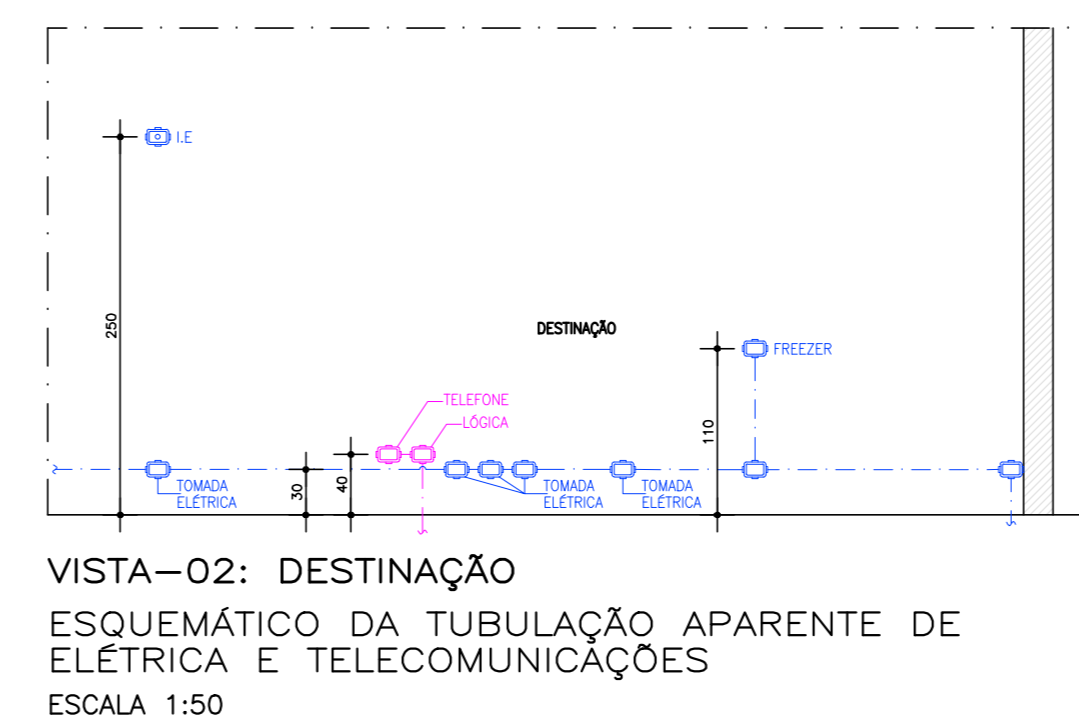 I.E
250
DESTINAÇÃO
FREEZER
TELEFONE
LÓGICA
110
30
40
TOMADA
ELÉTRICA
TOMADA
ELÉTRICA
TOMADA
ELÉTRICA
VISTA-02: DESTINAÇÃO
ESQUEMÁTICO DA TUBULAÇÃO APARENTE DE
ELÉTRICA E TELECOMUNICAÇÕES
ESCALA 1:50